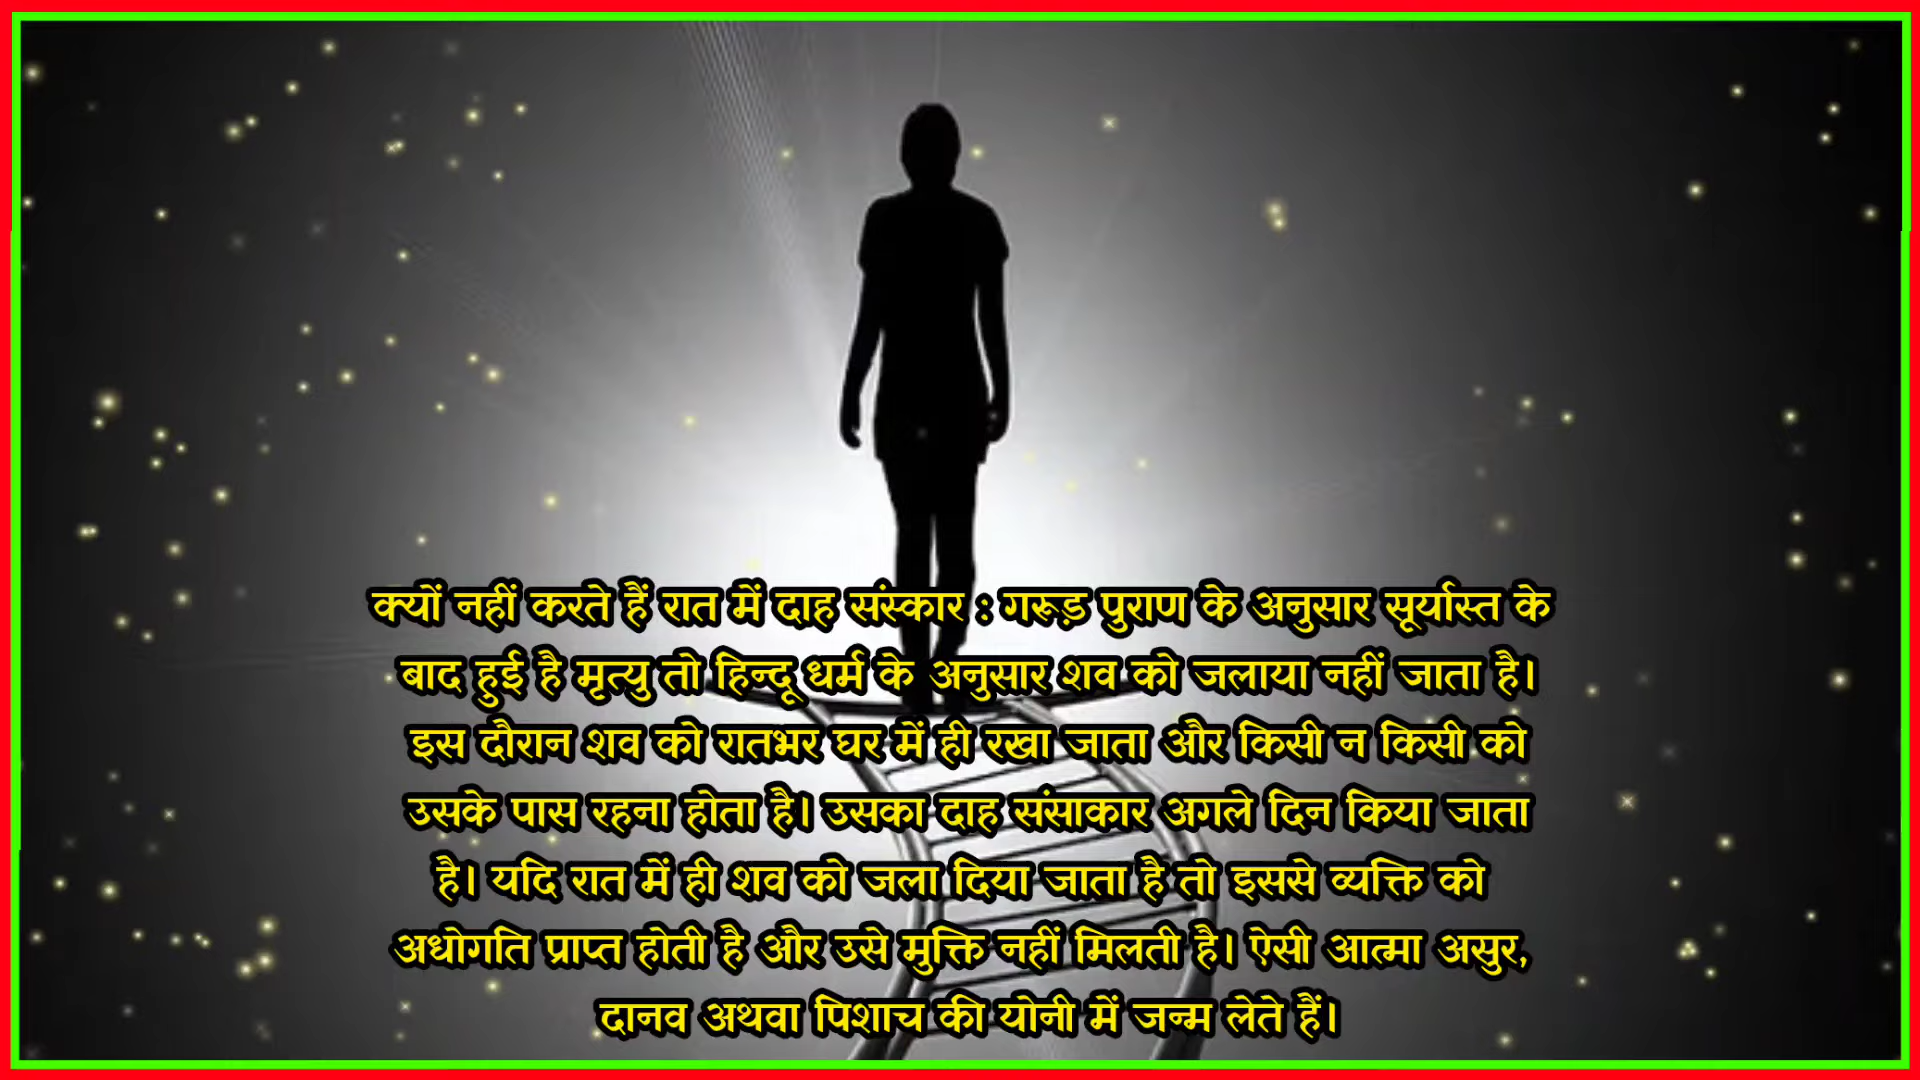 क्यों नहीं करते हैं रात में दाह संस्कार : गरूड़ पुराण के अनुसार सूर्यास्त के
बाद हुई है मृत्यु तो हिन्दू धर्म के अनुसार शव को जलाया नहीं जाता है।
इस दौरान शव को रातभर घर में ही रखा जाता और किसी न किसी को
उसके पास रहना होता है। उसका दाह संसाकार अगले दिन किया जाता
है। यदि रात में ही शव को जला दिया जाता है तो इससे व्यक्ति को
अधोगति प्राप्त होती है और उसे मुक्ति नहीं मिलती है। ऐसी आत्मा असुर,
दानव अथवा पिशाच की योनी में जन्म लेते हैं।